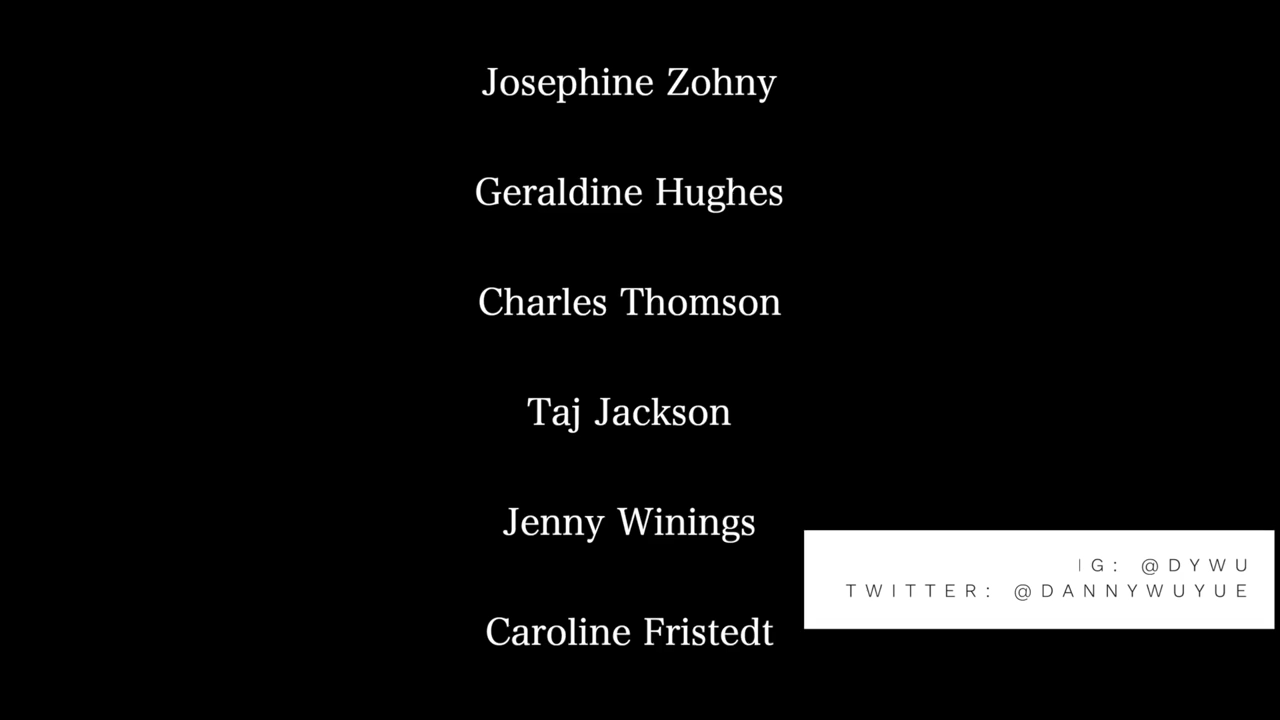 Josephine Zohny
Geraldine Hughes
Charles Thomson
Taj Jackson
Jenny Winings
IG: @DYWU
TWITTER: @DANNYWUYUE
Caroline Fristedt